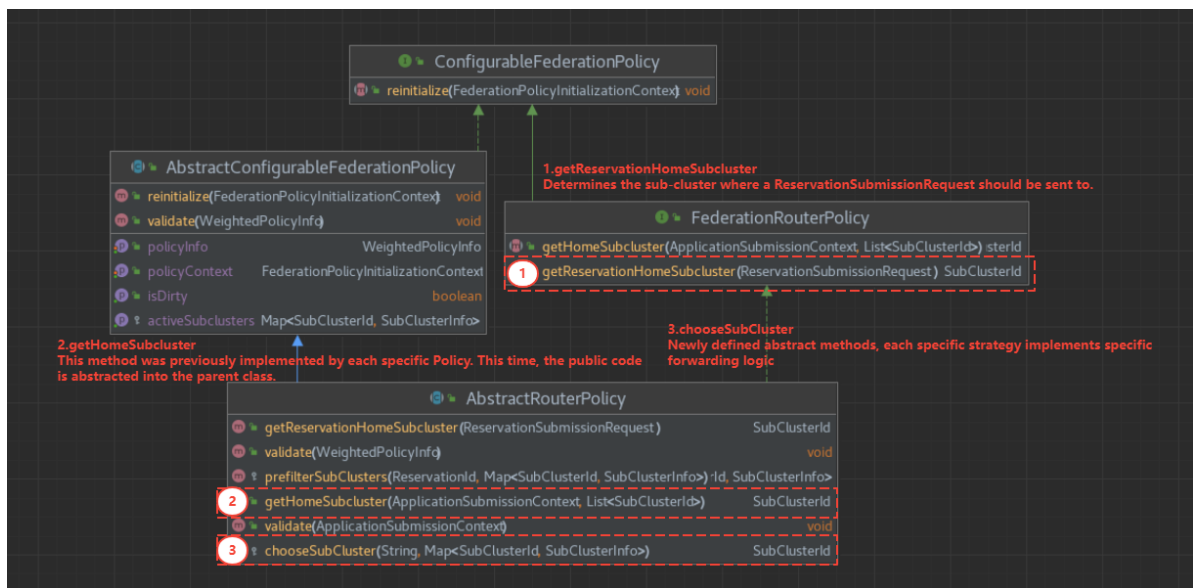 ConfigurableFederationPolicy
reinitialize(FederationPolicyInitializationContext) void
AbstractConfigurableFederationPolicy
reinitialize(FederationPolicyInitializationContext) void
validate(WeightedPolicyInfo) void
policyInfo WeightedPolicyInfo
policyContext FederationPolicyInitializationContext
isDirty boolean
activeSubclusters Map<SubClusterId, SubClusterInfo>
1.getReservationHomeSubcluster
Determines the sub-cluster where a ReservationSubmissionRequest should be sent to.
FederationRouterPolicy
getHomeSubcluster(ApplicationSubmissionContext, List<SubClusterId>) :sterId
1 getReservationHomeSubcluster(ReservationSubmissionRequest) SubClusterId
2.getHomeSubcluster
This method was previously implemented by each specific Policy. This time, the public code
is abstracted into the parent class.
3.chooseSubCluster
Newly defined abstract methods, each specific strategy implements specific
forwarding logic
AbstractRouterPolicy
getReservationHomeSubcluster(ReservationSubmissionRequest) SubClusterId
validate(WeightedPolicyInfo) void
prefilterSubClusters(ReservationId, Map<SubClusterId, SubClusterInfo>) :rId, SubClusterInfo>
2 getHomeSubcluster(ApplicationSubmissionContext, List<SubClusterId>) SubClusterId
validate(ApplicationSubmissionContext) void
3 chooseSubCluster(String, Map<SubClusterId, SubClusterInfo>) SubClusterId